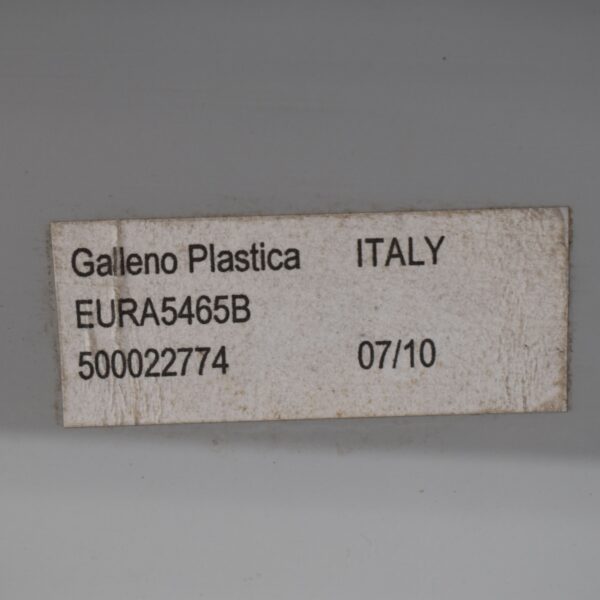 Galleno Plastica ITALY
EURA5465B
500022774 07/10